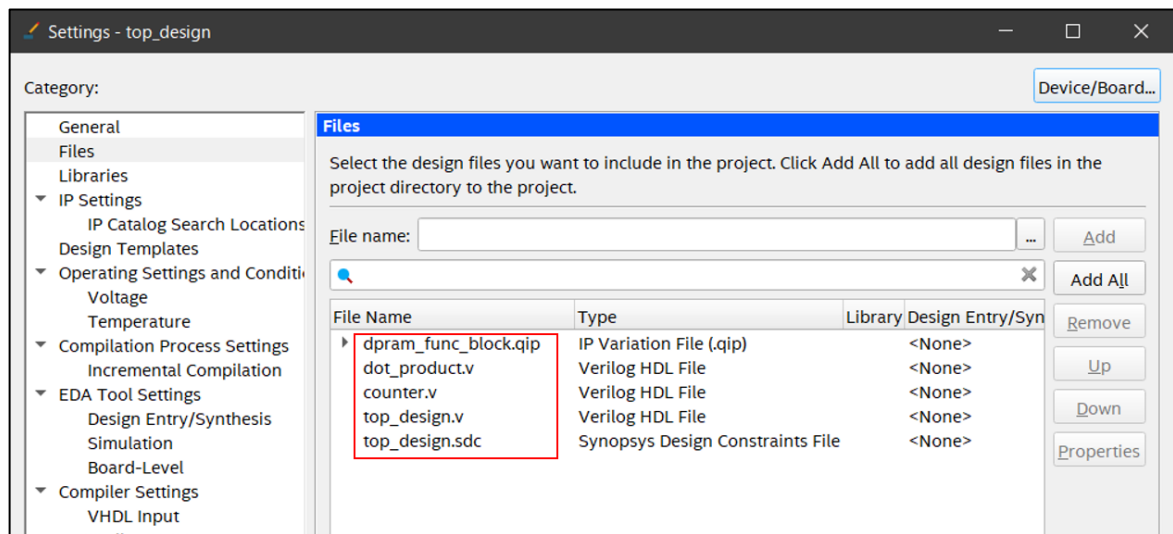 Settings - top_design
Category:
Device/Board...
General
Files
Libraries
IP Settings
IP Catalog Search Locations
Design Templates
Operating Settings and Conditi
Voltage
Temperature
Compilation Process Settings
Incremental Compilation
EDA Tool Settings
Design Entry/Synthesis
Simulation
Board-Level
Compiler Settings
VHDL Input
Files
Select the design files you want to include in the project. Click Add All to add all design files in the
project directory to the project.
File name: ... Add
Add All
File Name Type Library Design Entry/Syn
dpram_func_block.qip IP Variation File (.qip) <None>
dot_product.v Verilog HDL File <None>
counter.v Verilog HDL File <None>
top_design.v Verilog HDL File <None>
top_design.sdc Synopsys Design Constraints File <None>
Remove
Up
Down
Properties